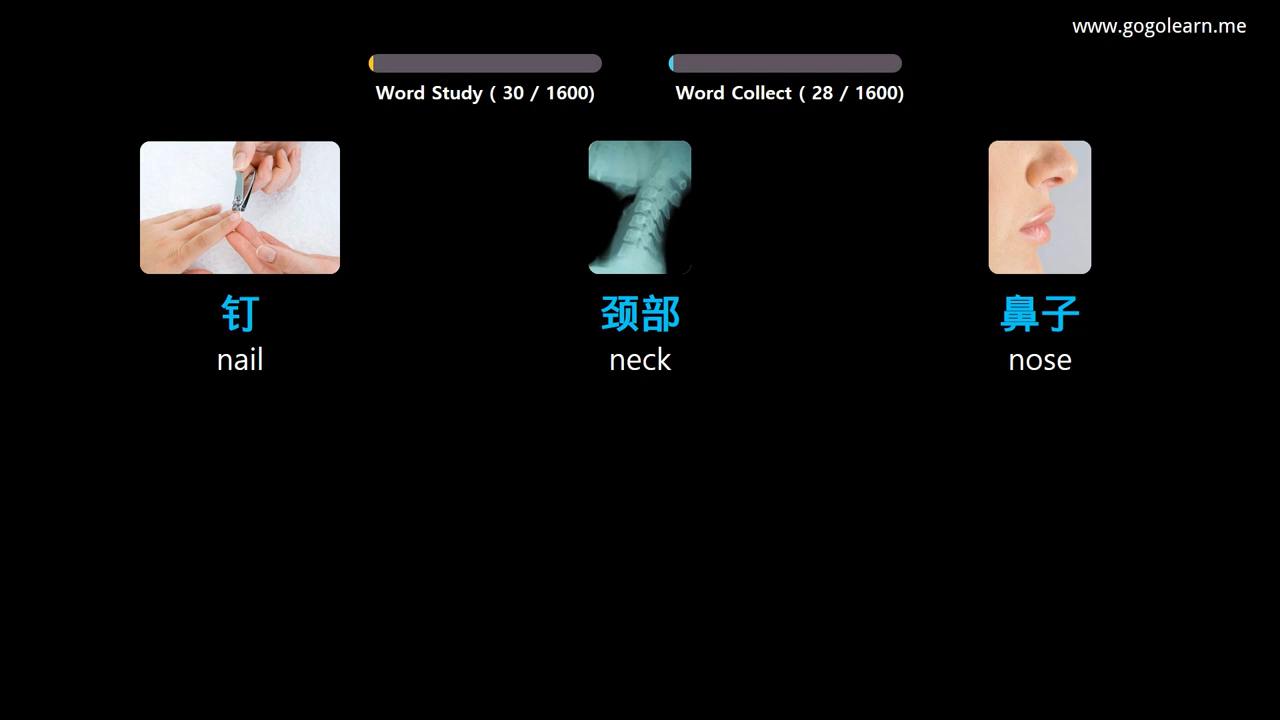 www.gogolearn.me
Word Study ( 30 / 1600)
Word Collect ( 28 / 1600)
钉
nail
颈部
neck
鼻子
nose